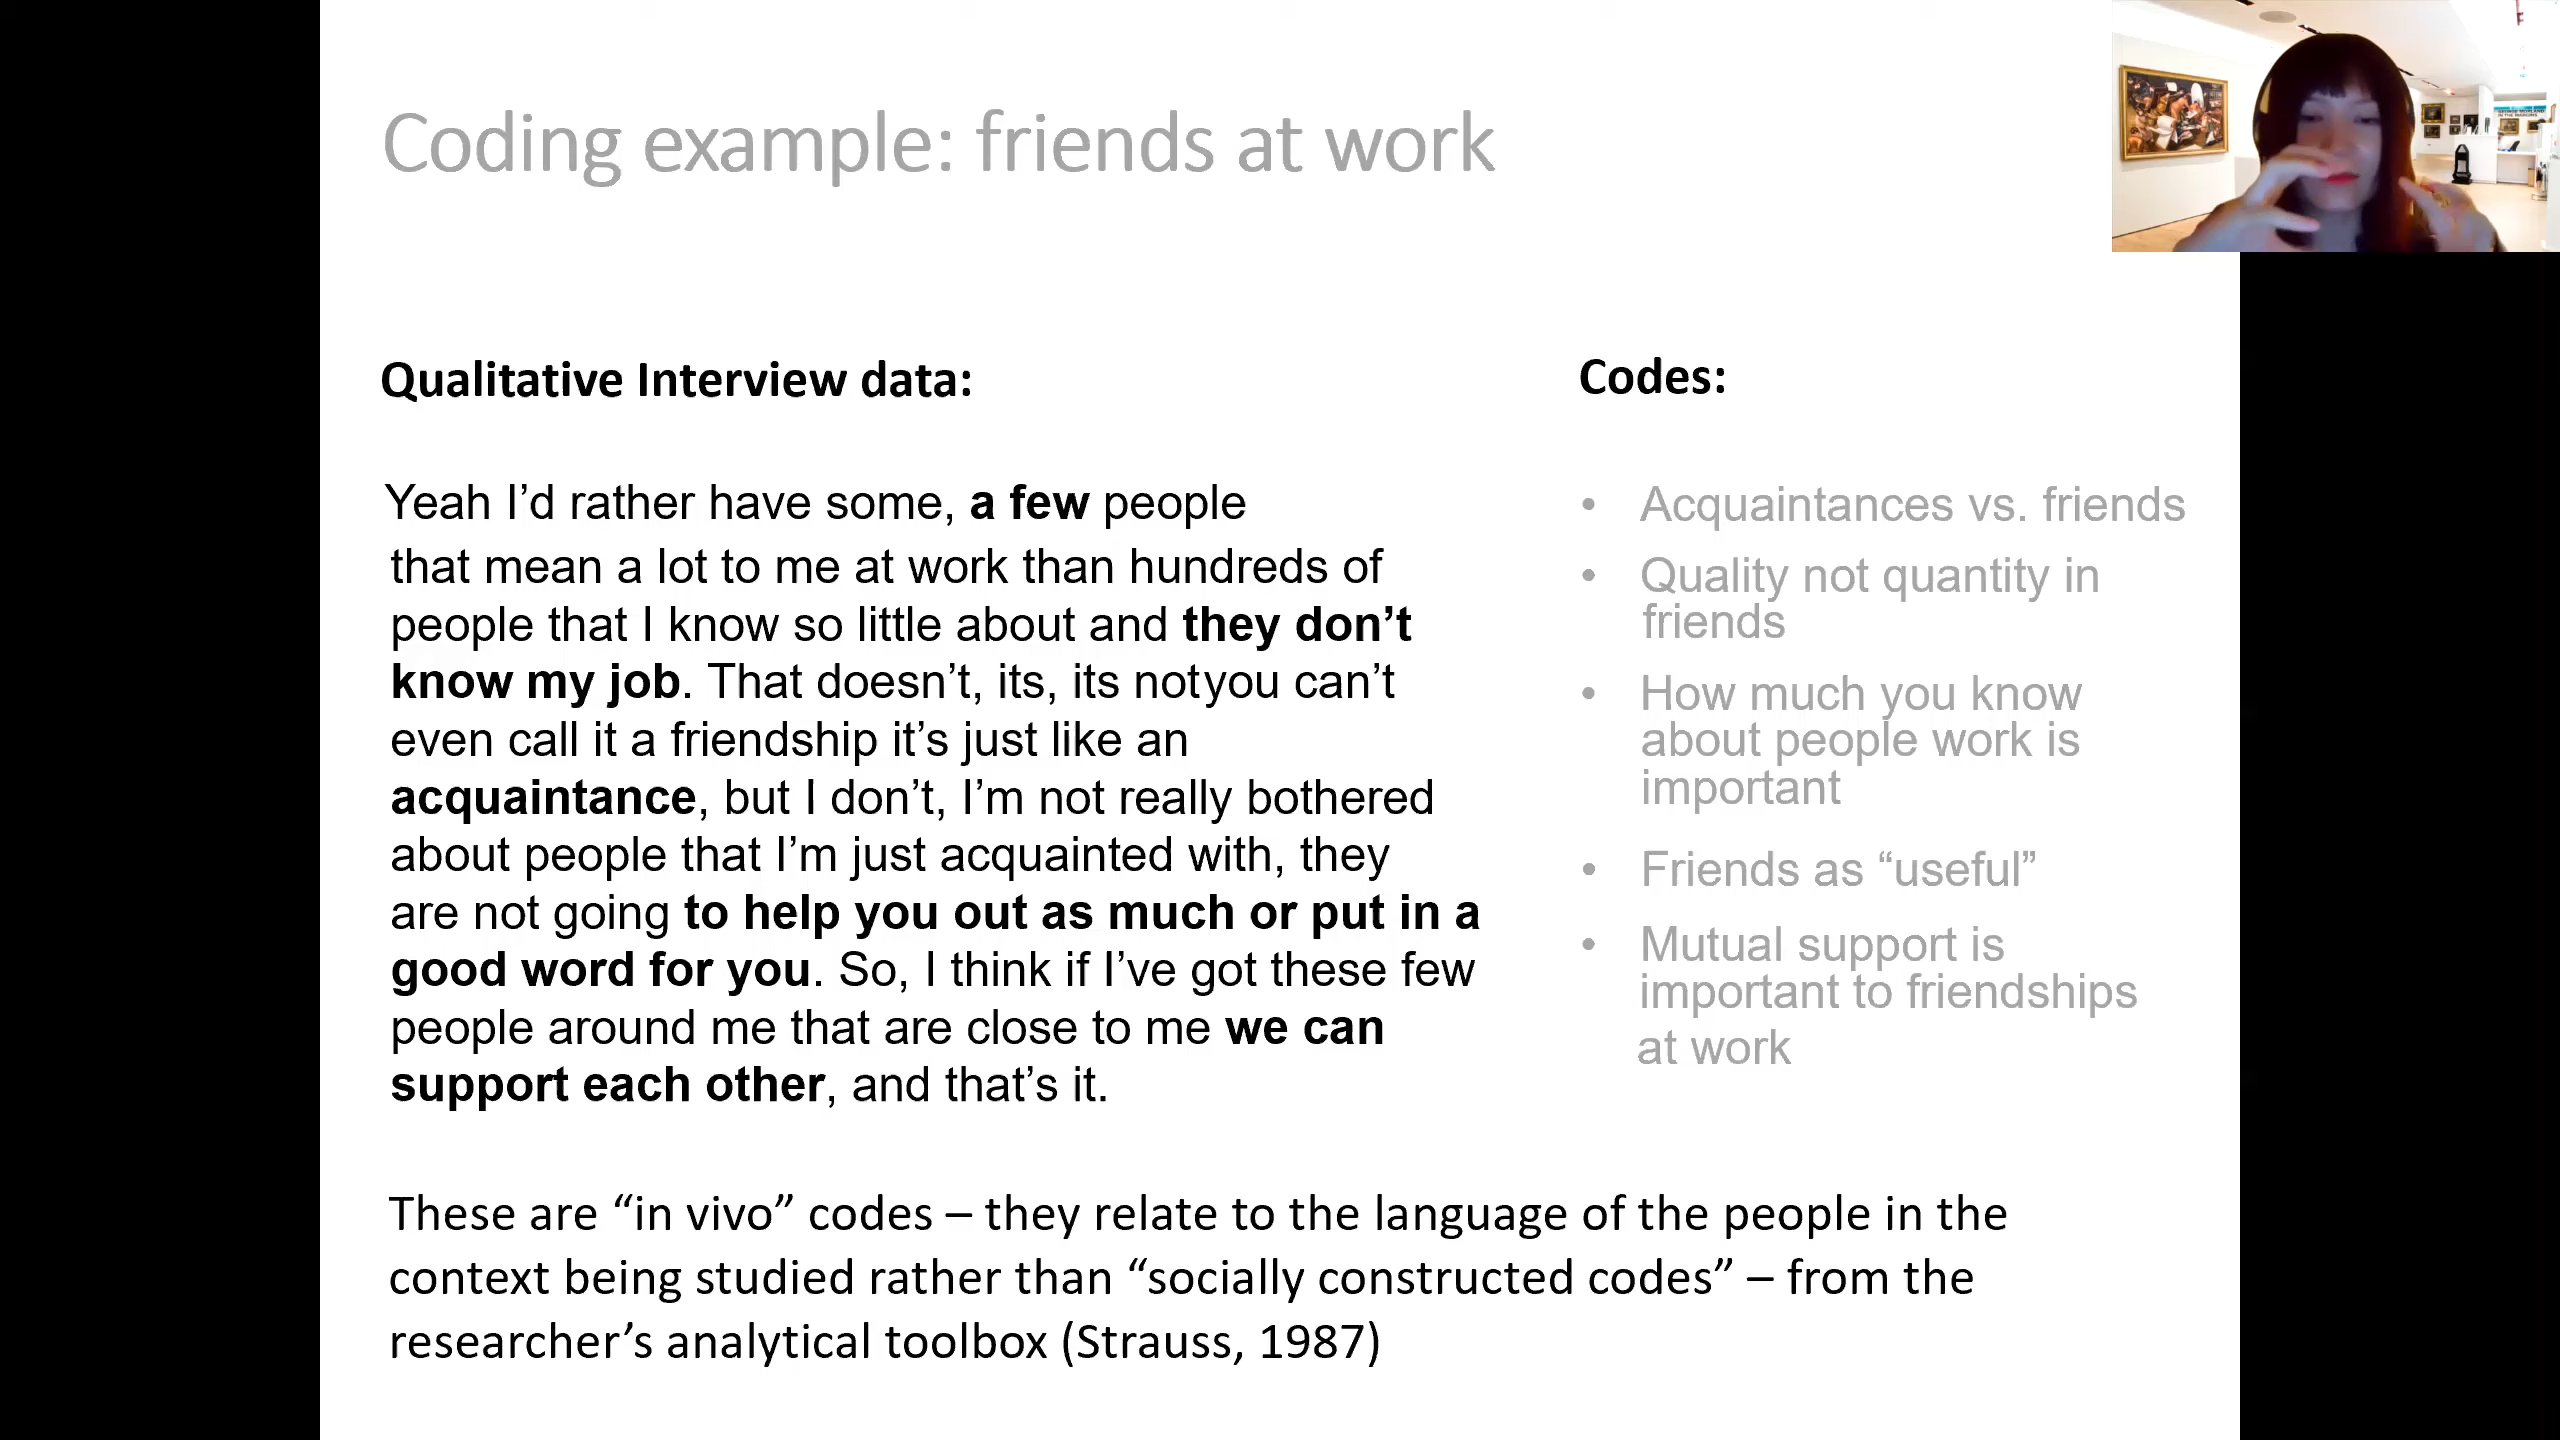 Coding example: friends at work
Qualitative Interview data:
Yeah I’d rather have some, a few people
that mean a lot to me at work than hundreds of
people that I know so little about and they don’t
know my job. That doesn’t, its, its notyou can’t
even call it a friendship it’s just like an
acquaintance, but I don’t, I’m not really bothered
about people that I’m just acquainted with, they
are not going to help you out as much or put in a
good word for you. So, I think if I’ve got these few
people around me that are close to me we can
support each other, and that’s it.
Codes:
• Acquaintances vs. friends
• Quality not quantity in
friends
• How much you know
about people work is
important
• Friends as “useful”
• Mutual support is
important to friendships
at work
These are “in vivo” codes – they relate to the language of the people in the
context being studied rather than “socially constructed codes” – from the
researcher’s analytical toolbox (Strauss, 1987)